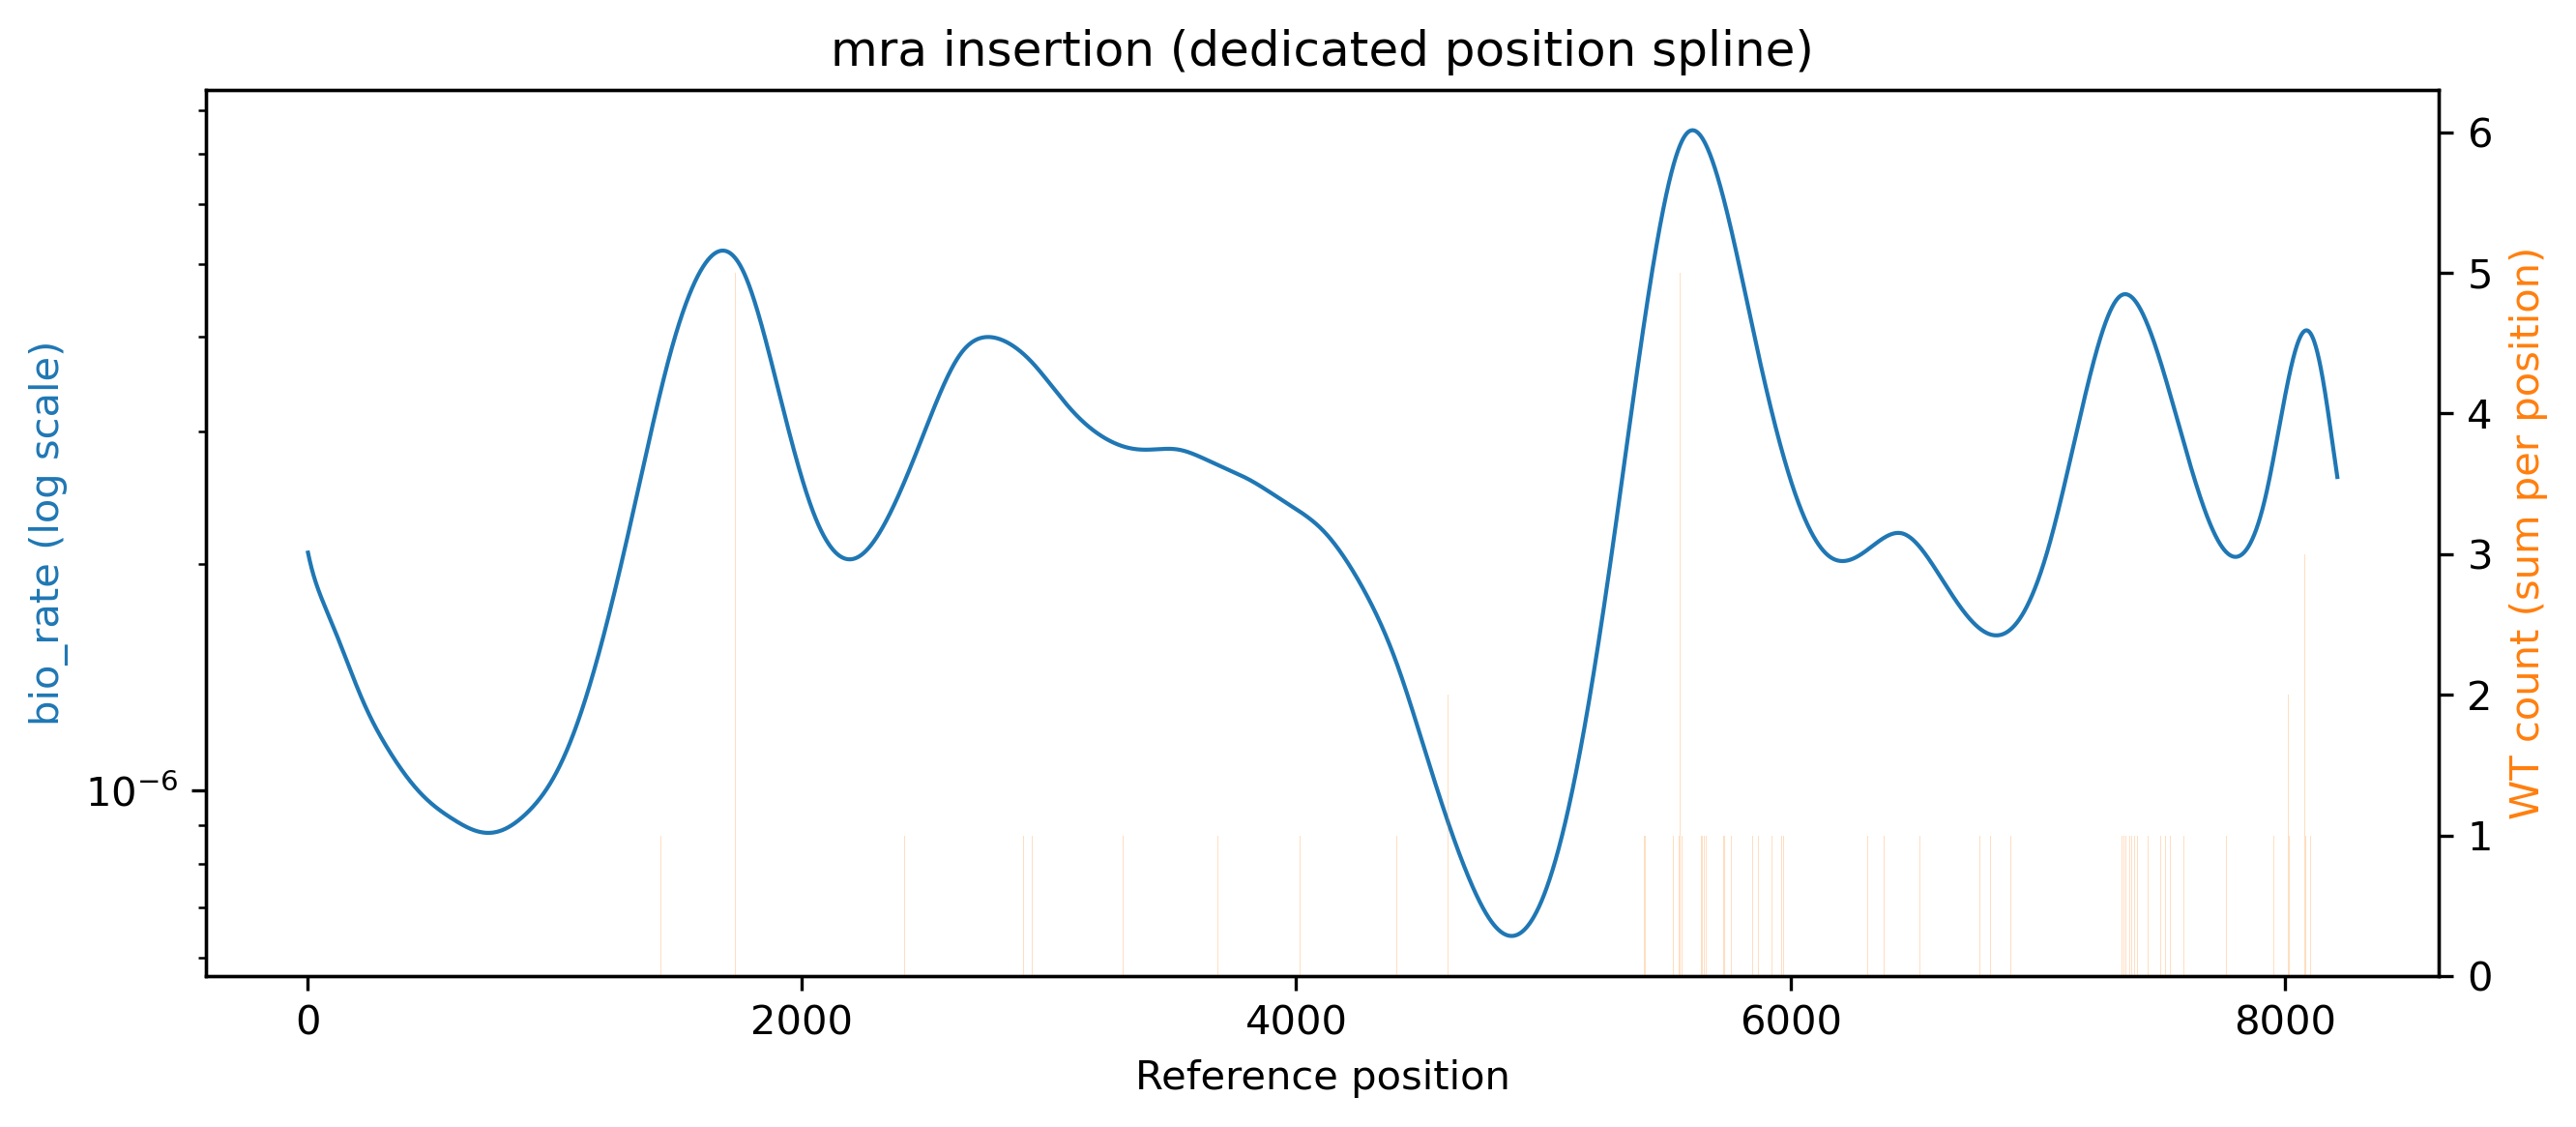 mra insertion (dedicated position spline)
bio_rate (log scale)
10⁻⁶
0
1
2
3
4
5
6
WT count (sum per position)
0 2000 4000 6000 8000
Reference position